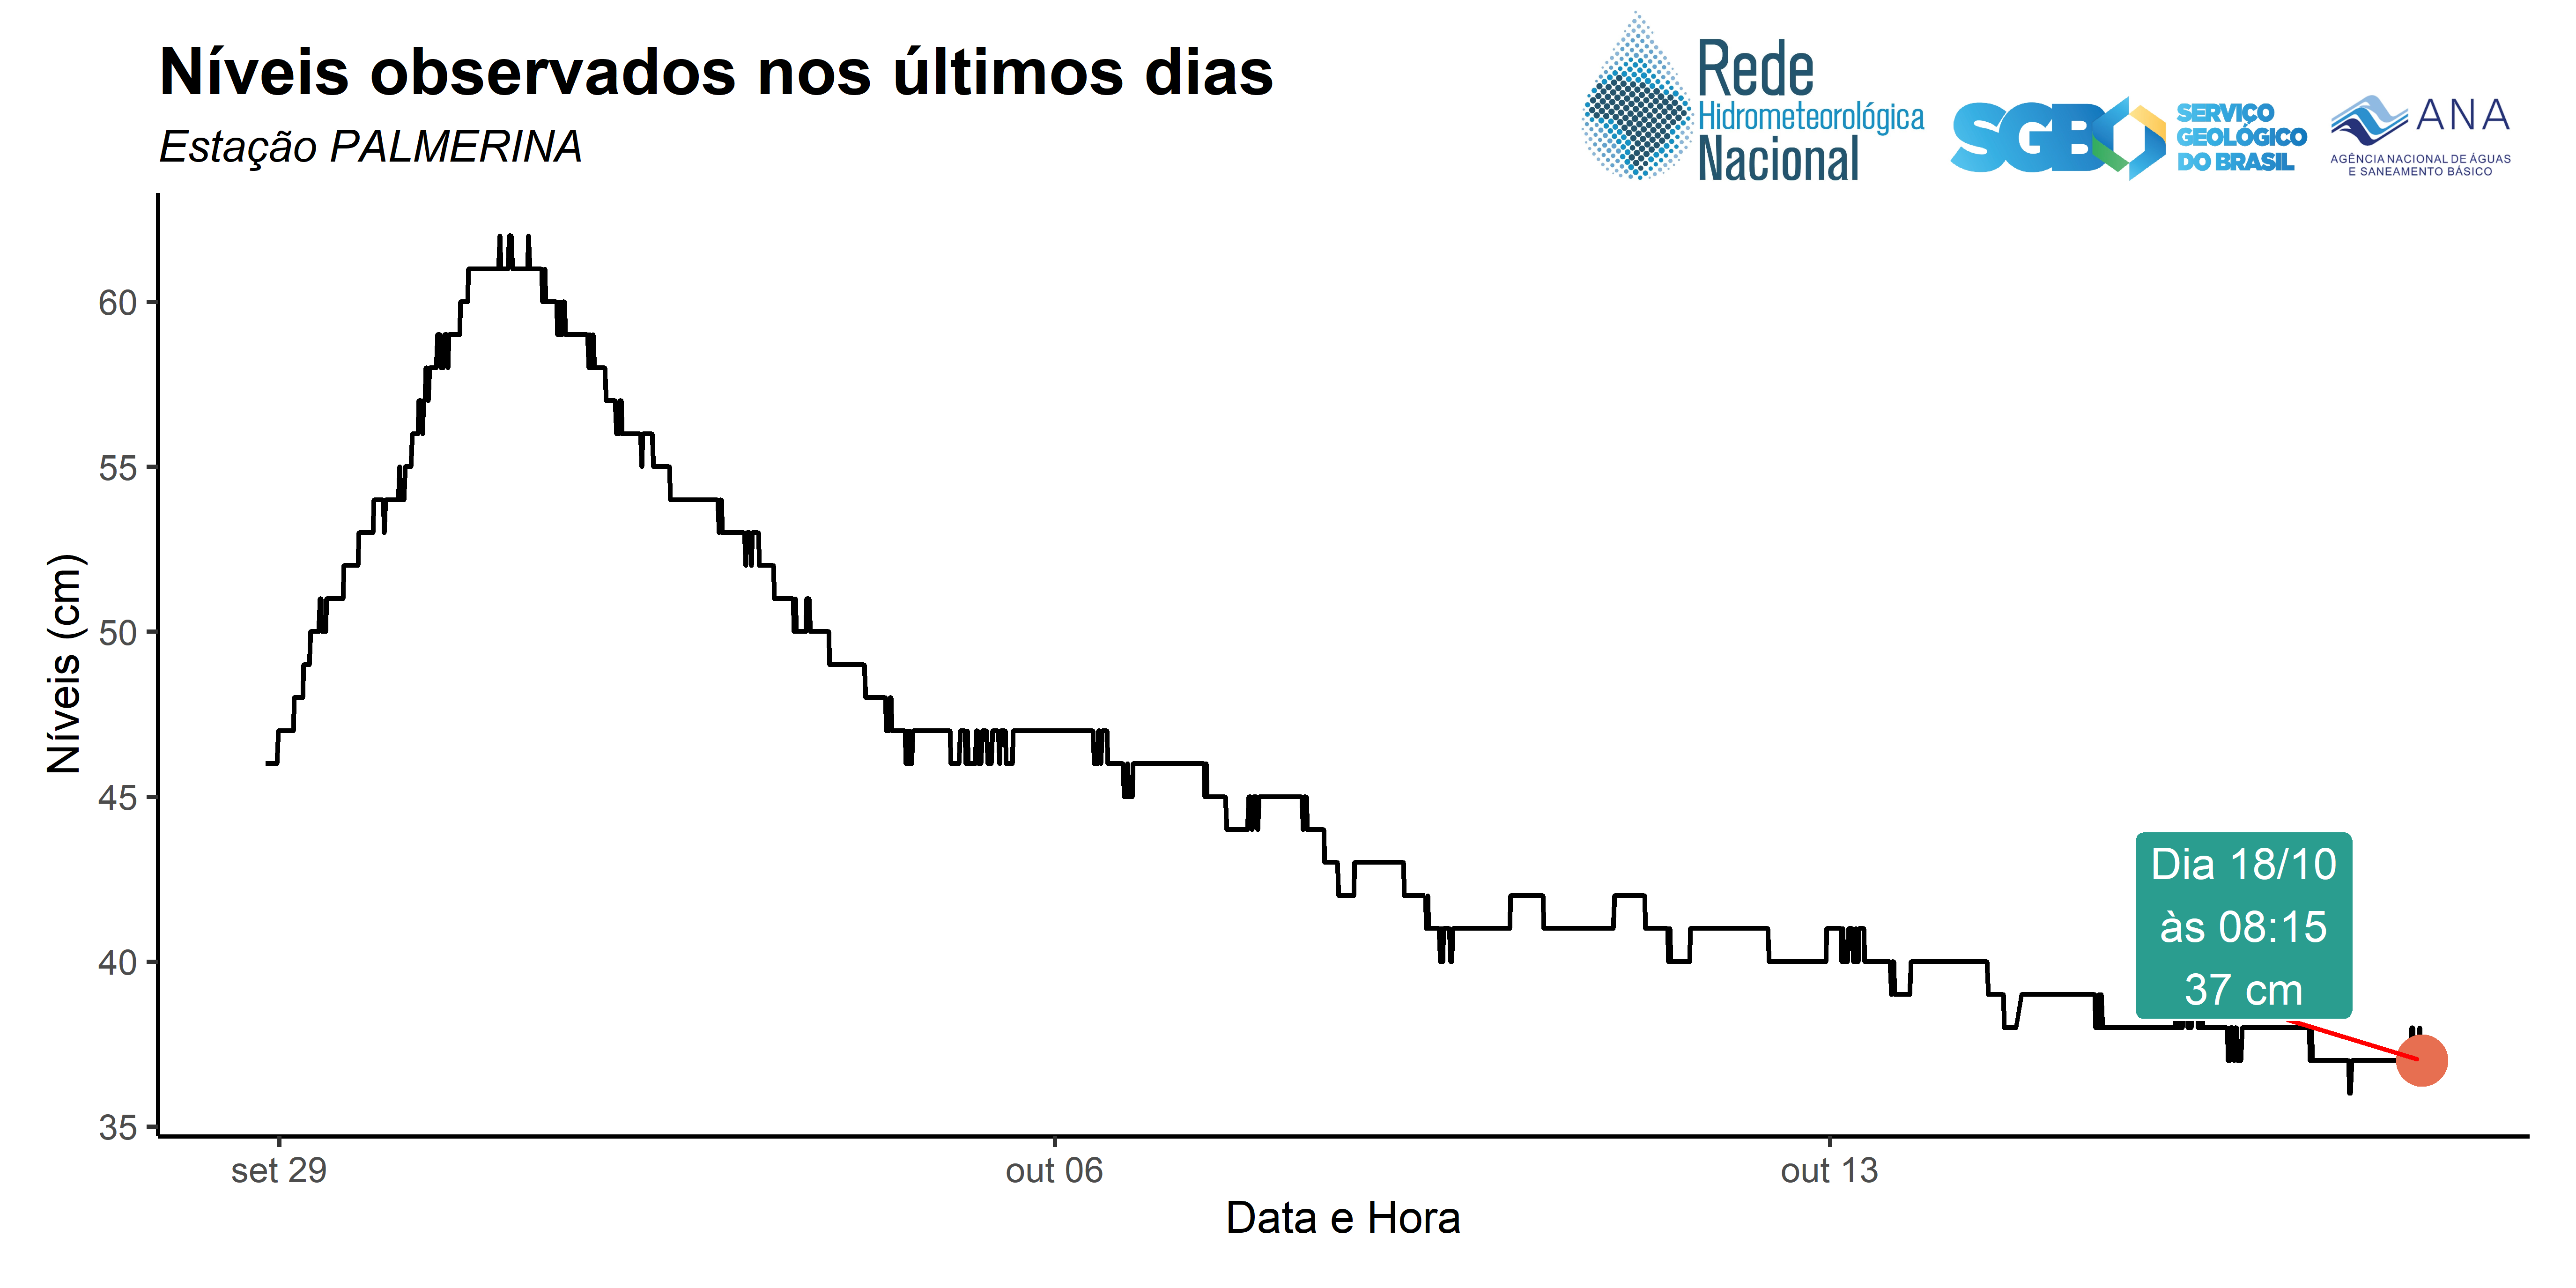 Níveis observados nos últimos dias
Estação PALMERINA
Rede
Hidrometeorológica
Nacional
SGB
SERVIÇO
GEOLÓGICO
DO BRASIL
ANA
AGÊNCIA NACIONAL DE ÁGUAS
E SANEAMENTO BÁSICO
Níveis (cm)
60
55
50
45
40
35
Dia 18/10
às 08:15
37 cm
set 29
out 06
out 13
Data e Hora